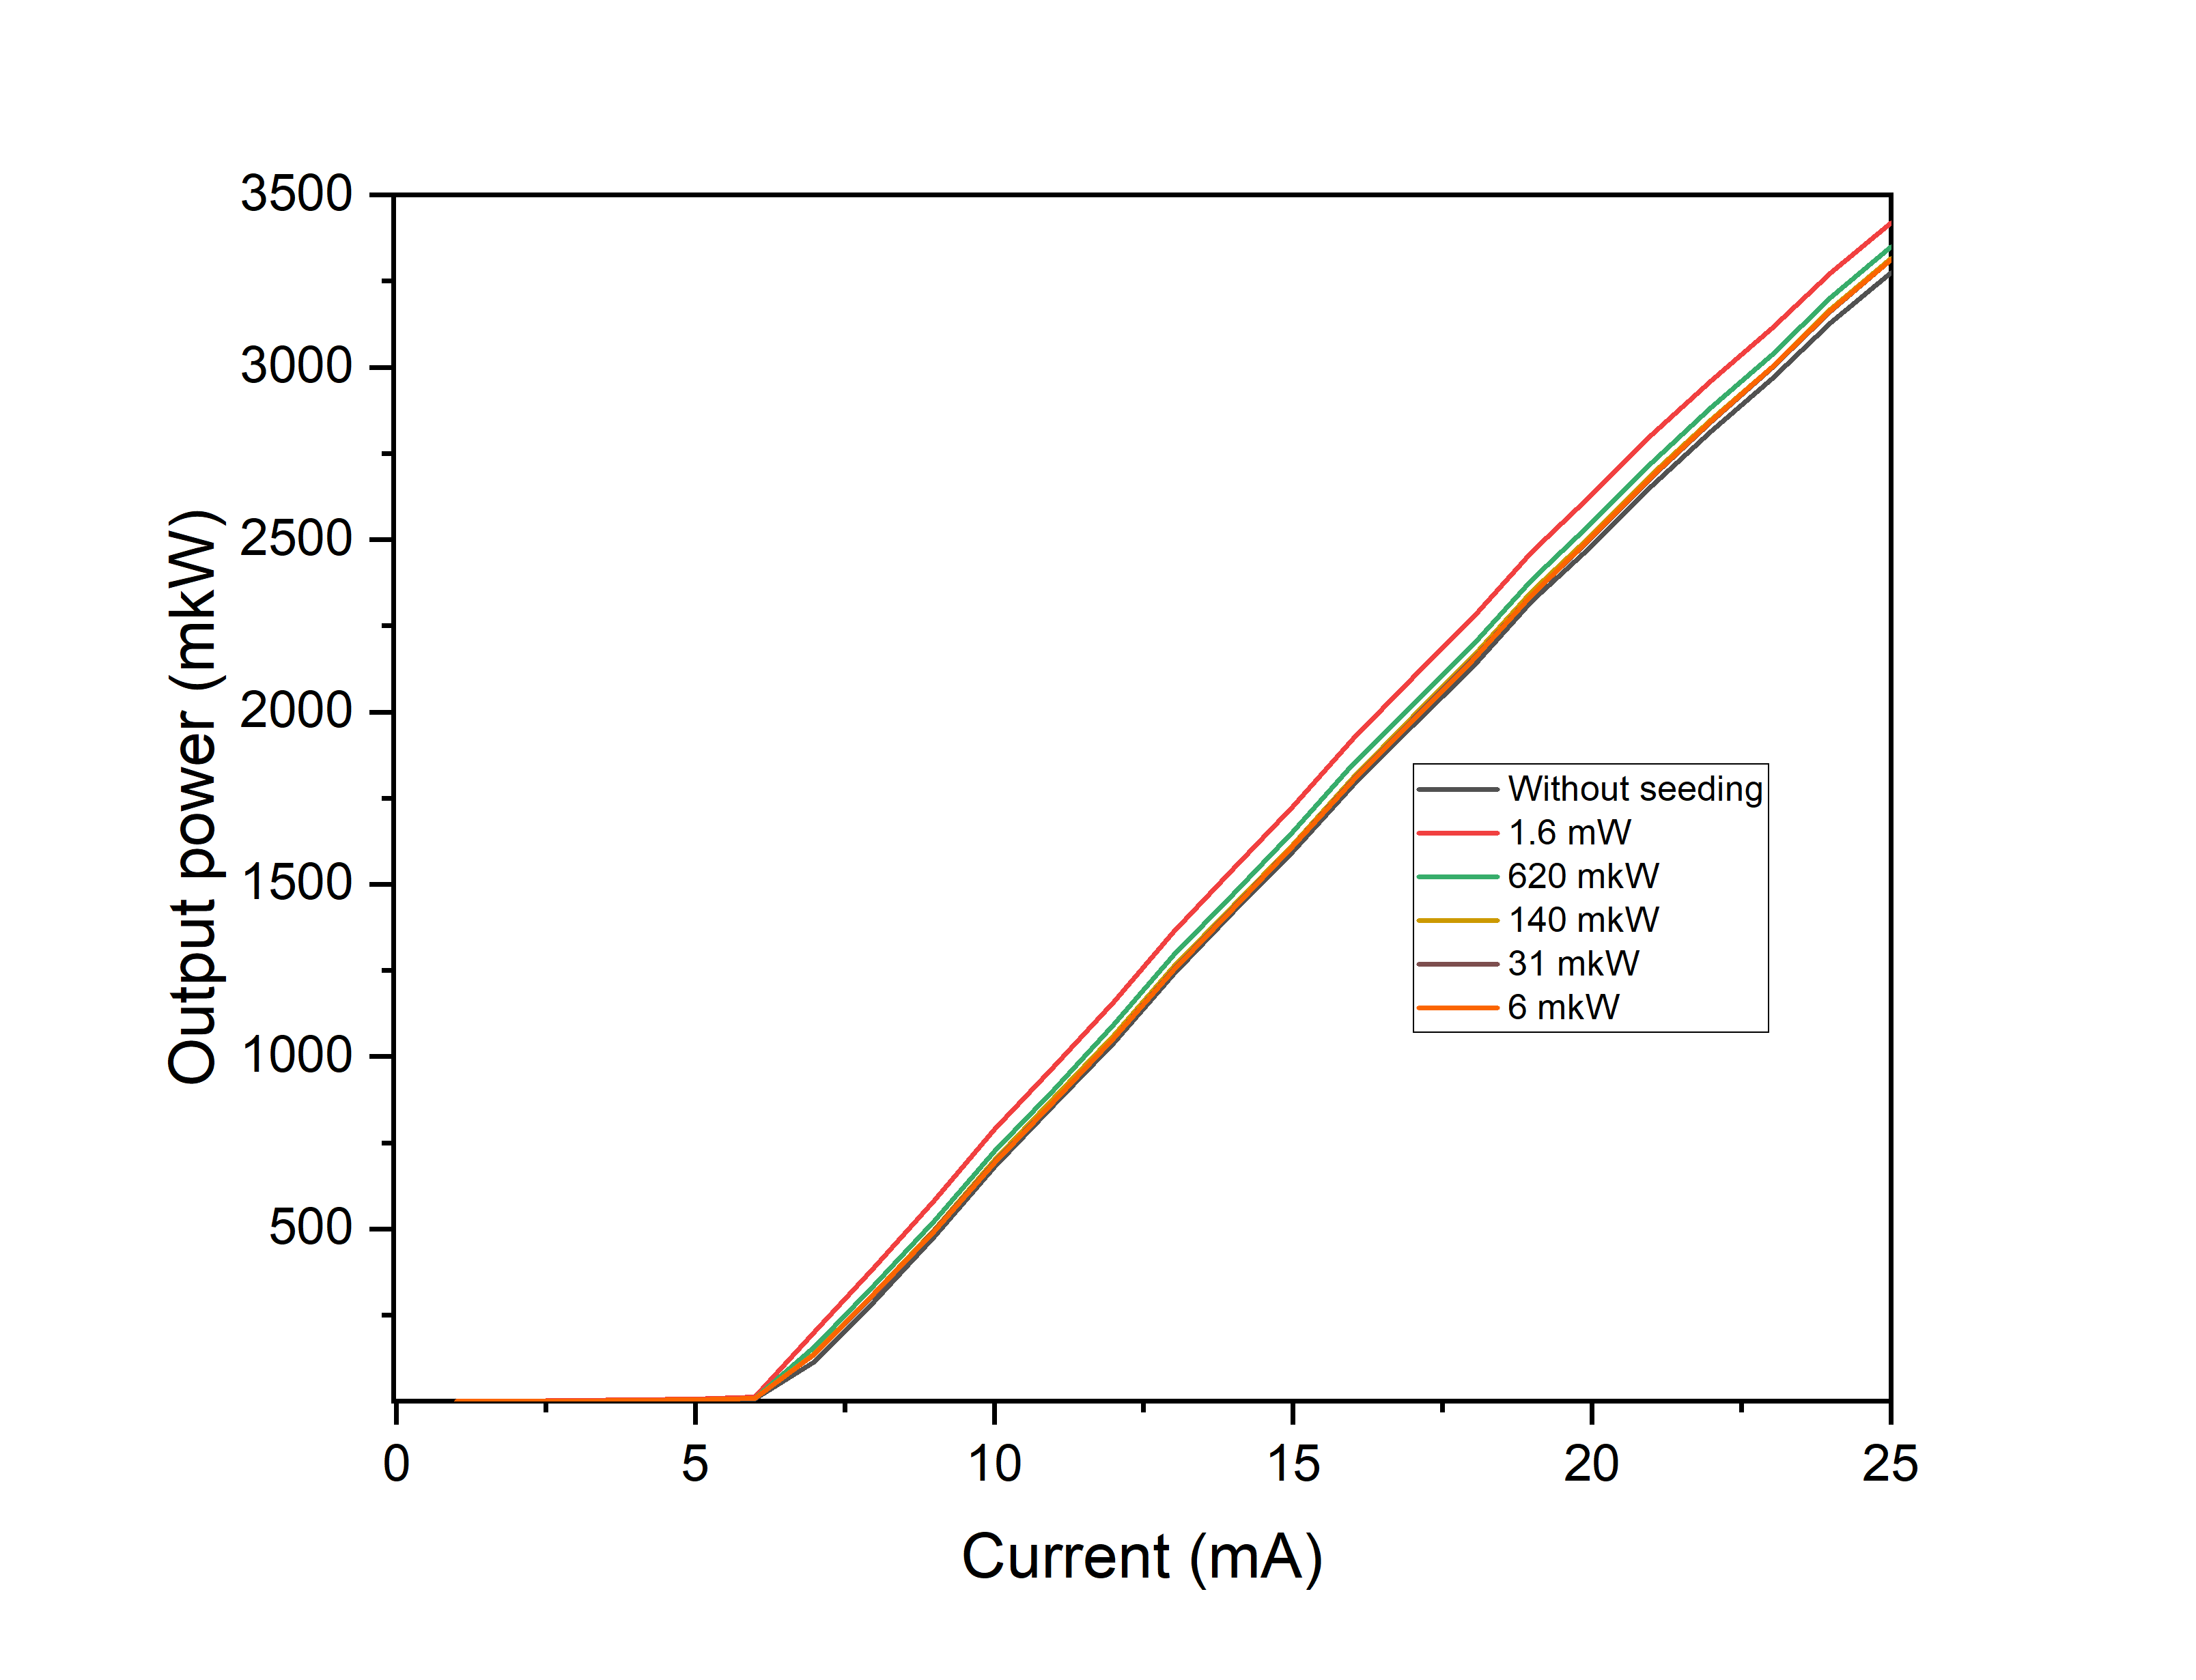 3500
3000
2500
2000
1500
1000
500
Output power (mkW)
Without seeding
1.6 mW
620 mkW
140 mkW
31 mkW
6 mkW
0 5 10 15 20 25
Current (mA)